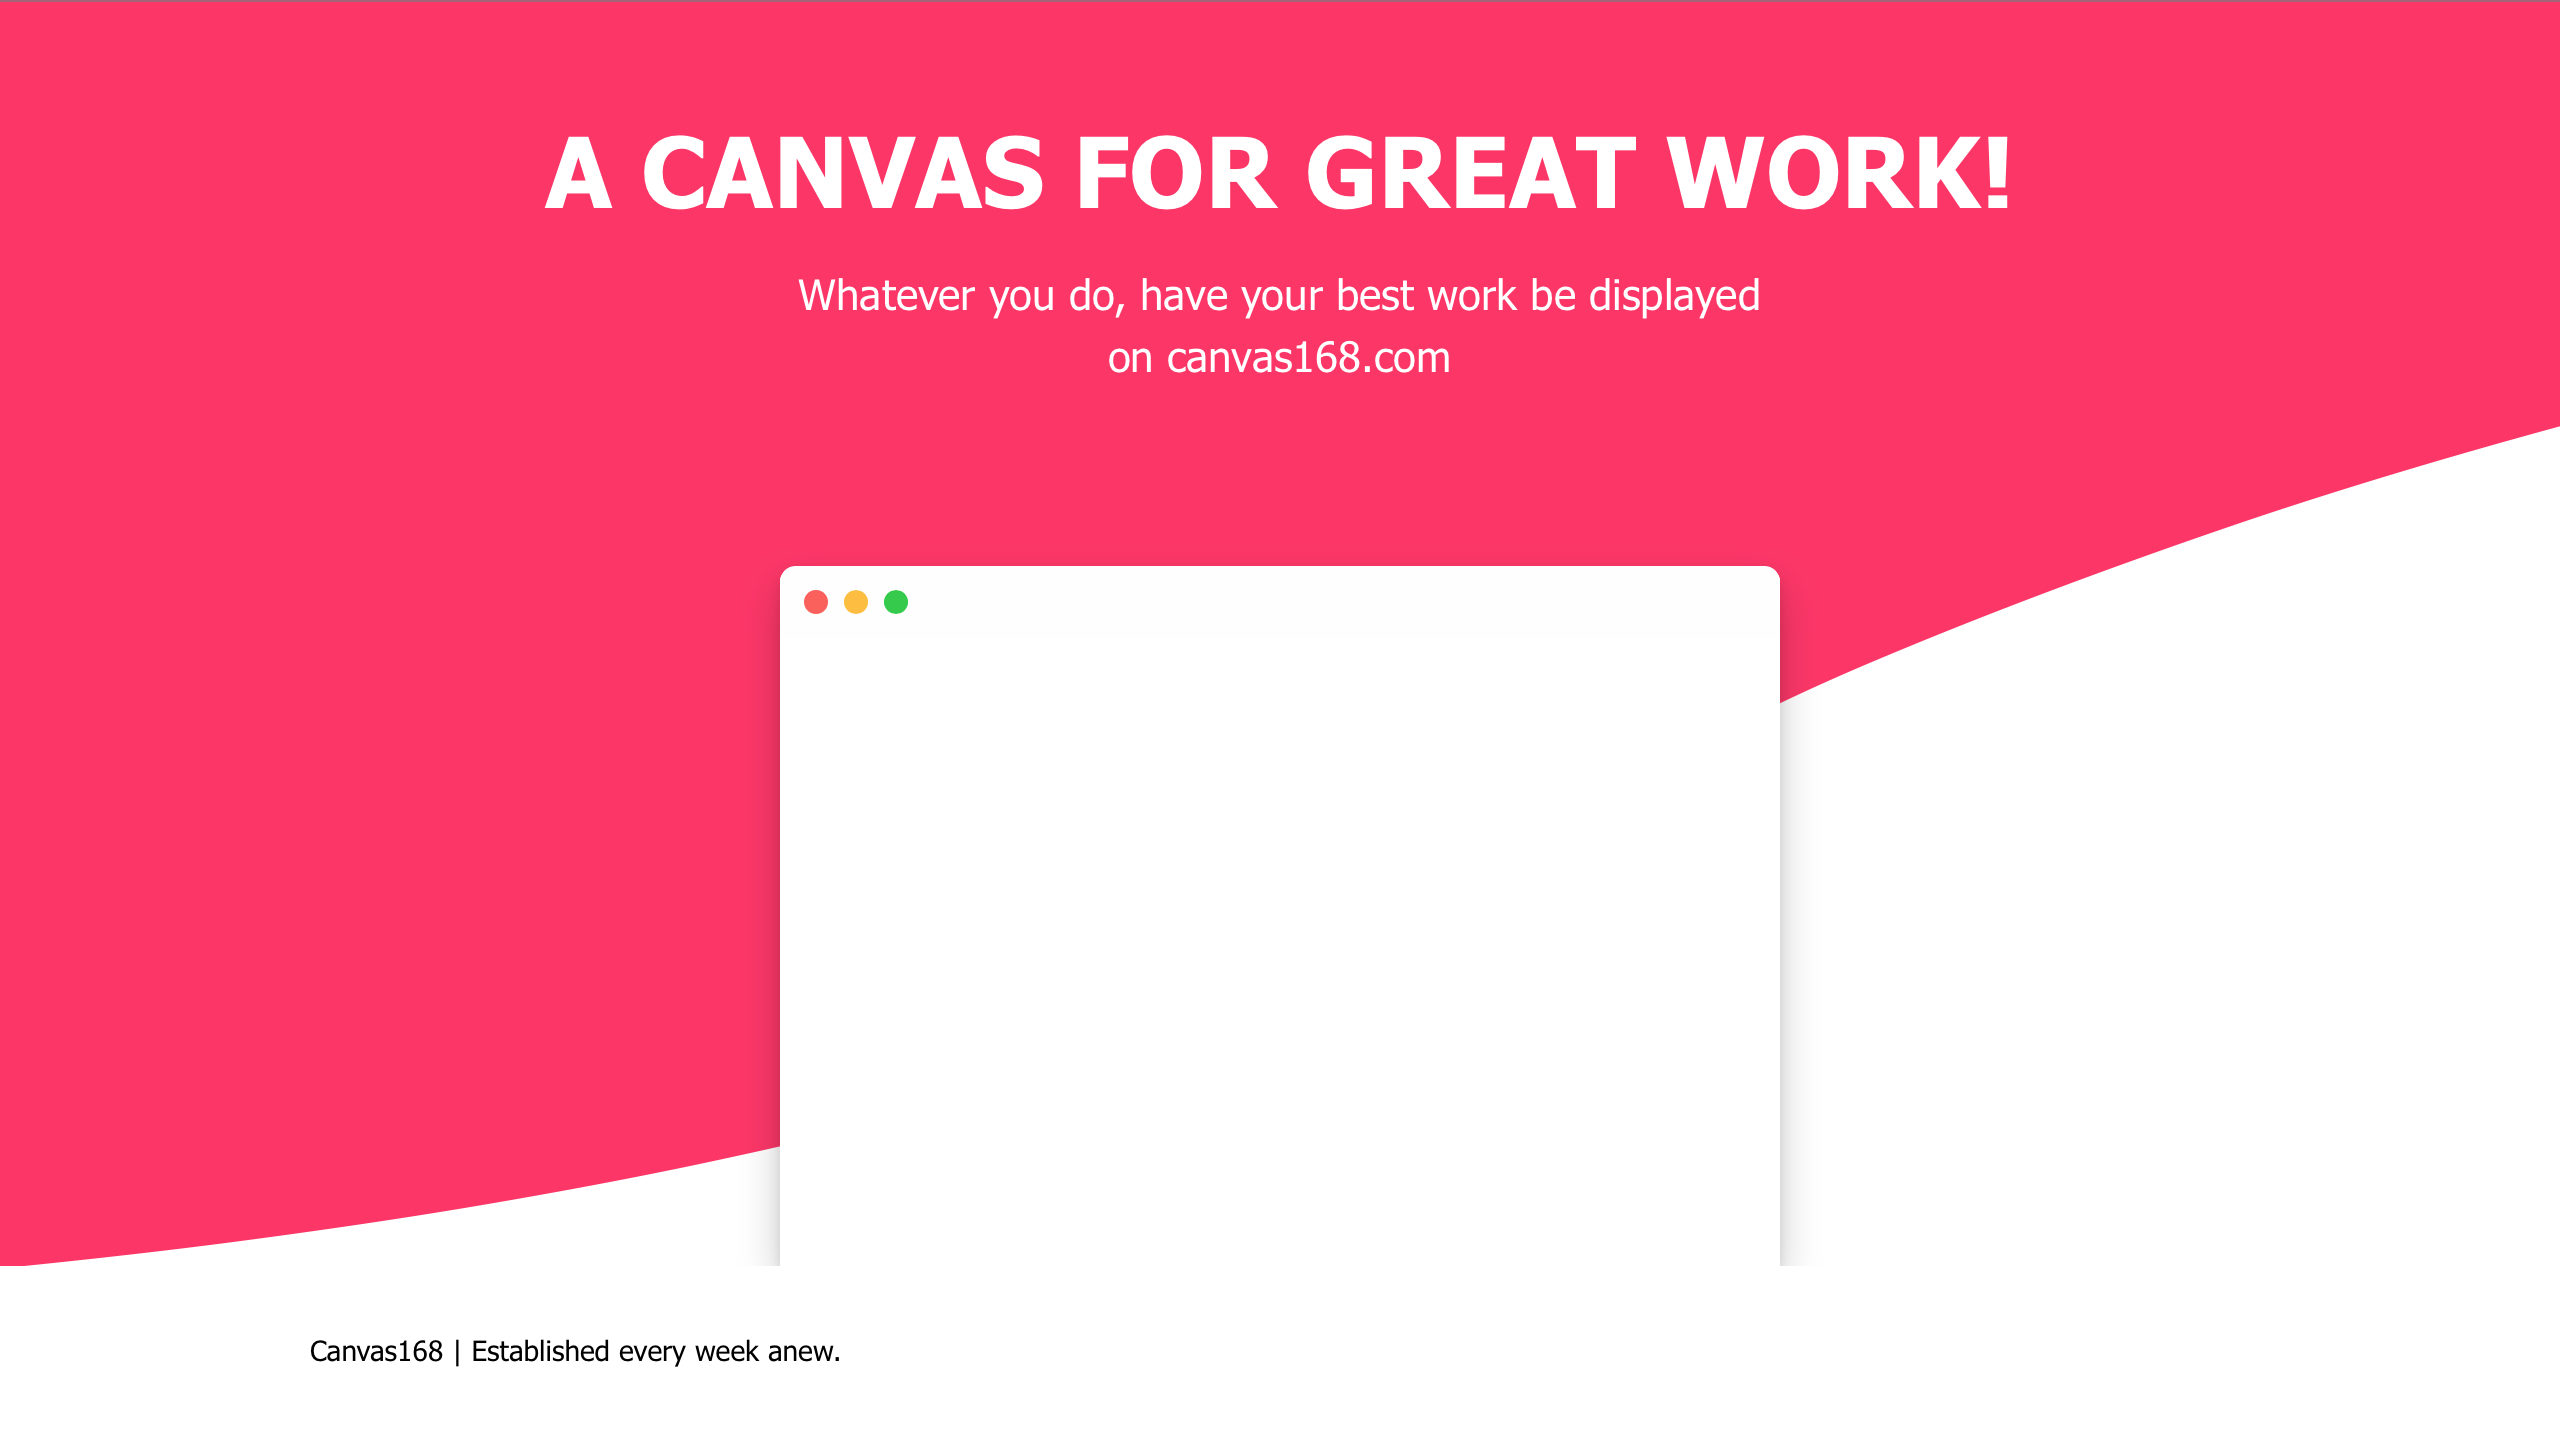 A CANVAS FOR GREAT WORK!
Whatever you do, have your best work be displayed
on canvas168.com
Canvas168 | Established every week anew.